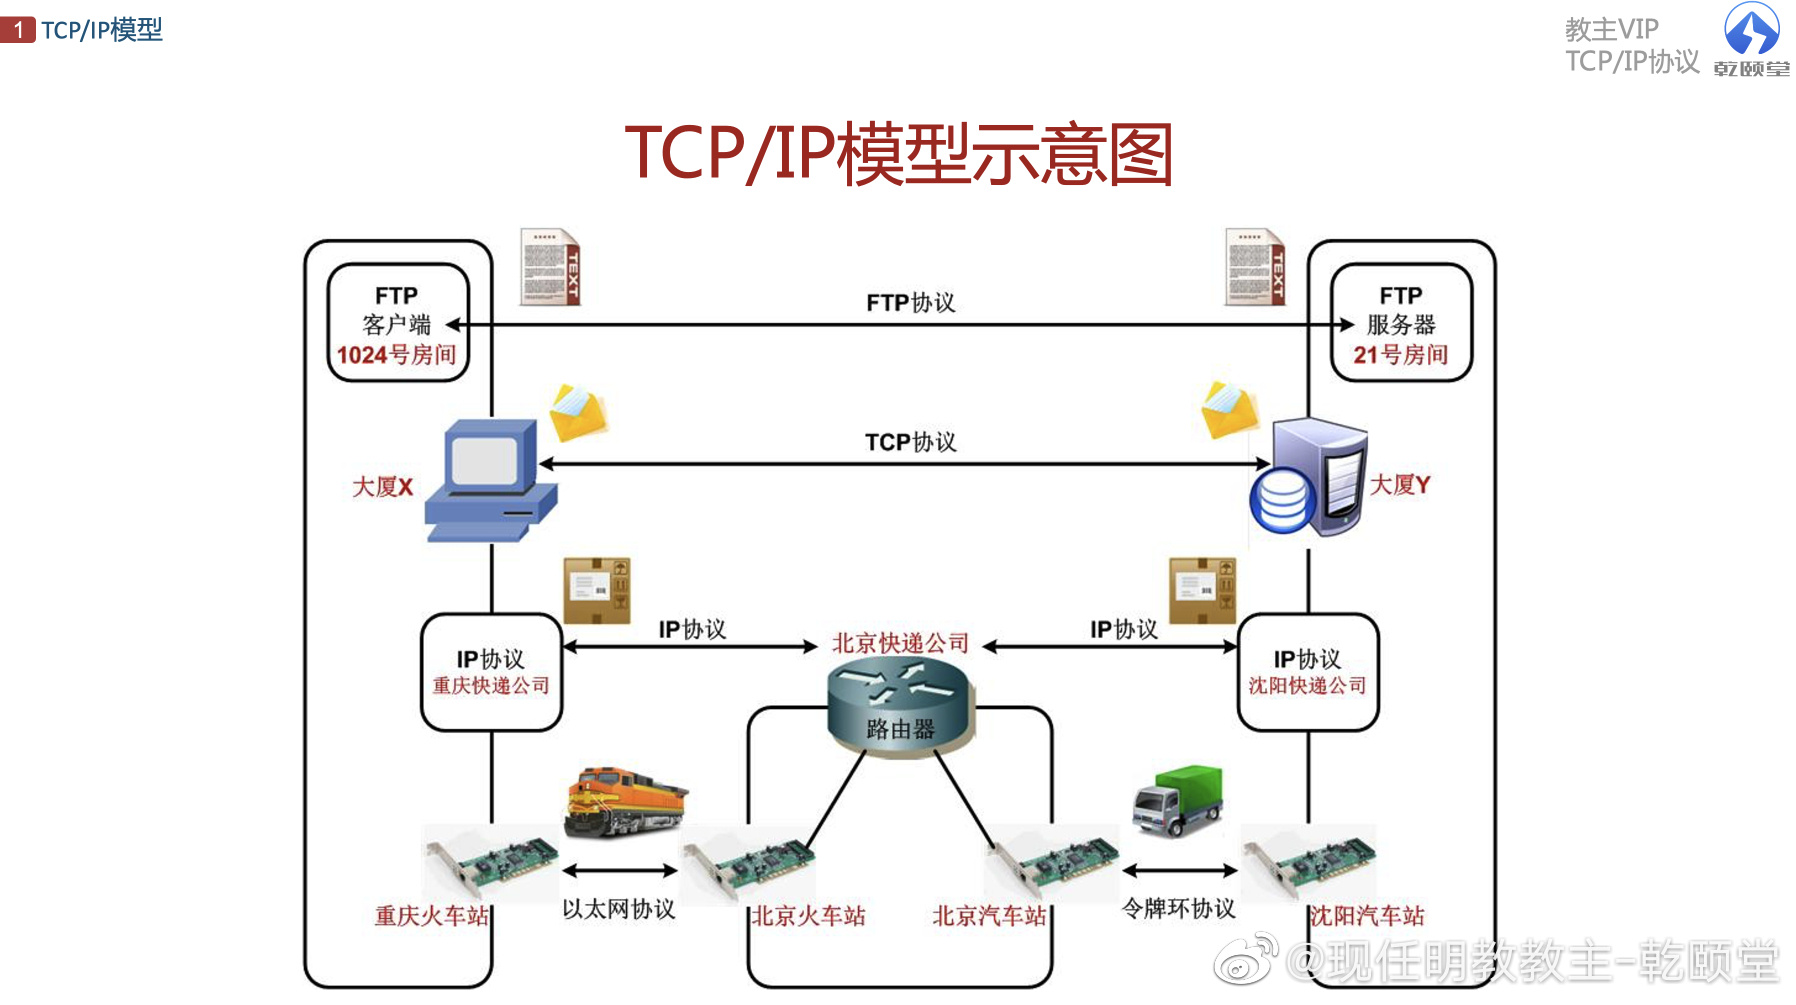 1 TCP/IP模型
教主VIP
TCP/IP协议
乾颐堂
TCP/IP模型示意图
TEXT
TEXT
FTP
客户端
1024号房间
FTP协议
FTP
服务器
21号房间
TCP协议
大厦X
大厦Y
IP协议
北京快递公司
IP协议
IP协议
重庆快递公司
路由器
IP协议
沈阳快递公司
重庆火车站
以太网协议
北京火车站
北京汽车站
令牌环协议
沈阳汽车站
@现任明教教主-乾颐堂